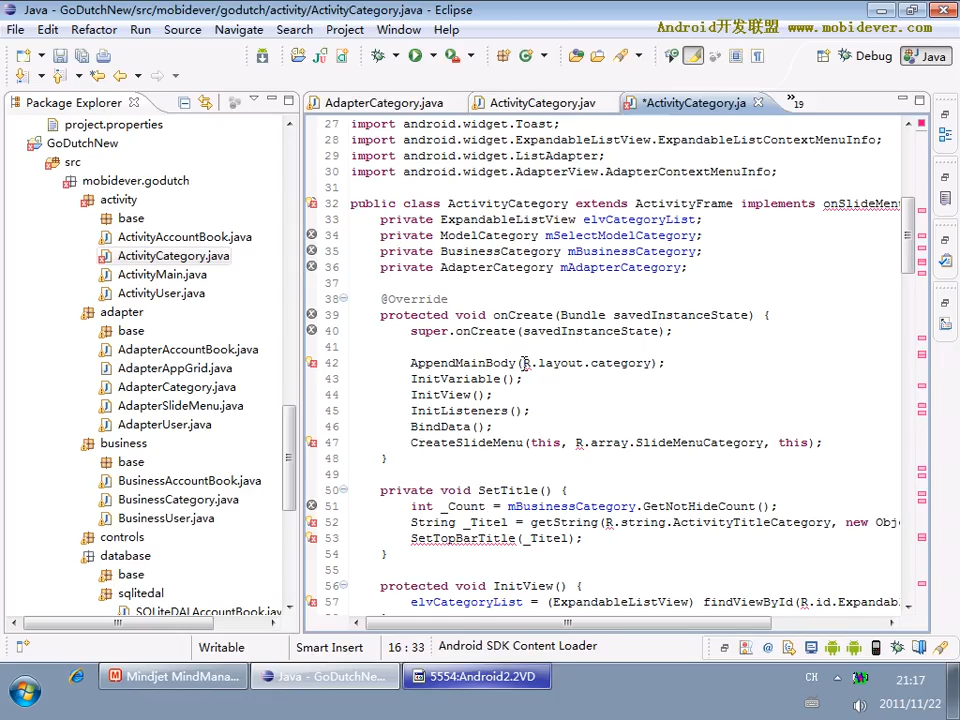 Java - GoDutchNew/src/mobidever/godutch/activity/ActivityCategory.java - Eclipse
File Edit Refactor Run Source Navigate Search Project Window Help
Android开发联盟 www.mobidever.com
Debug Java
Package Explorer
AdapterCategory.java ActivityCategory.jav *ActivityCategory.ja »19
project.properties
GoDutchNew
src
mobidever.godutch
activity
base
ActivityAccountBook.java
ActivityCategory.java
ActivityMain.java
ActivityUser.java
adapter
base
AdapterAccountBook.java
AdapterAppGrid.java
AdapterCategory.java
AdapterSlideMenu.java
AdapterUser.java
business
base
BusinessAccountBook.java
BusinessCategory.java
BusinessUser.java
controls
database
base
sqlitedal
SQLiteDALAccountBook.jav
27 import android.widget.Toast;
28 import android.widget.ExpandableListView.ExpandableListContextMenuInfo;
29 import android.widget.ListAdapter;
30 import android.widget.AdapterView.AdapterContextMenuInfo;
31
32 public class ActivityCategory extends ActivityFrame implements onSlideMenu
33 private ExpandableListView elvCategoryList;
34 private ModelCategory mSelectModelCategory;
35 private BusinessCategory mBusinessCategory;
36 private AdapterCategory mAdapterCategory;
37
38 @Override
39 protected void onCreate(Bundle savedInstanceState) {
40 super.onCreate(savedInstanceState);
41
42 AppendMainBody(R.layout.category);
43 InitVariable();
44 InitView();
45 InitListeners();
46 BindData();
47 CreateSlideMenu(this, R.array.SlideMenuCategory, this);
48 }
49
50 private void SetTitle() {
51 int _Count = mBusinessCategory.GetNotHideCount();
52 String _Titel = getString(R.string.ActivityTitleCategory, new Obj
53 SetTopBarTitle(_Titel);
54 }
55
56 protected void InitView() {
57 elvCategoryList = (ExpandableListView) findViewById(R.id.Expandab
Writable Smart Insert 16 : 33 Android SDK Content Loader
Mindjet MindMana... Java - GoDutchNe... 5554:Android2.2VD
CH 21:17
2011/11/22